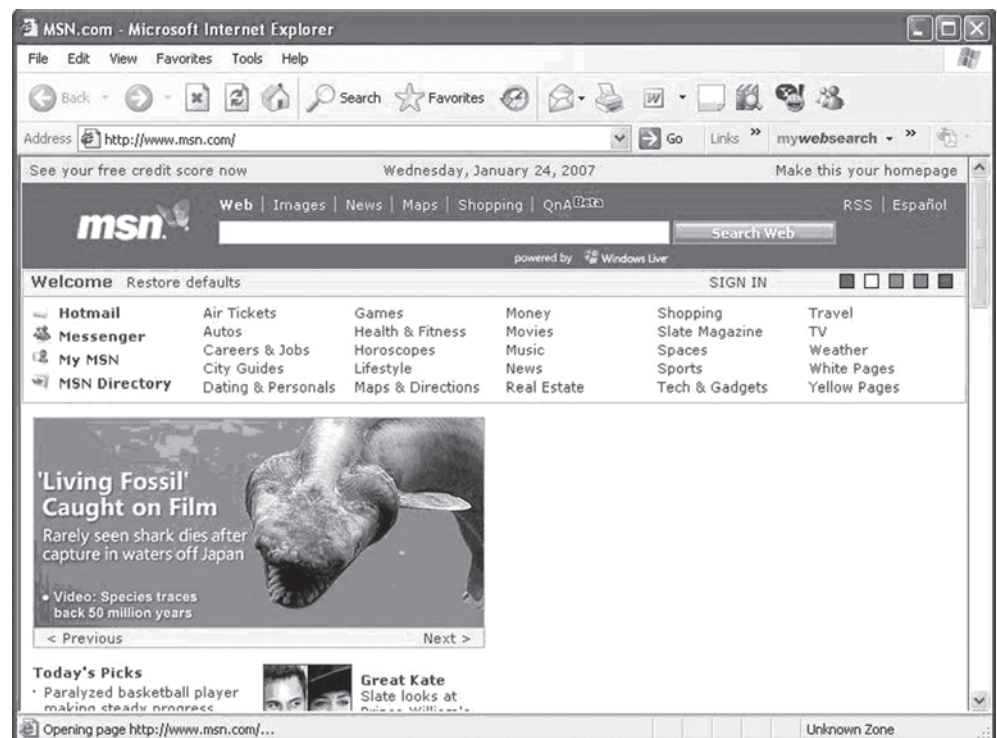 MSN.com - Microsoft Internet Explorer
File Edit View Favorites Tools Help
Back Search Favorites W
Address http://www.msn.com/ Go Links » mywebsearch »
See your free credit score now Wednesday, January 24, 2007 Make this your homepage
Web | Images | News | Maps | Shopping | QnA Beta RSS | Español
msn
Search Web
powered by Windows Live
Welcome Restore defaults SIGN IN
Hotmail Air Tickets Games Money Shopping Travel
Messenger Autos Health & Fitness Movies Slate Magazine TV
My MSN Careers & Jobs Horoscopes Music Spaces Weather
City Guides Lifestyle News Sports White Pages
MSN Directory Dating & Personals Maps & Directions Real Estate Tech & Gadgets Yellow Pages
'Living Fossil'
Caught on Film
Rarely seen shark dies after
capture in waters off Japan
• Video: Species traces
back 50 million years
< Previous Next >
Today's Picks
· Paralyzed basketball player
making steady progress
Great Kate
Slate looks at
Prince William's
Opening page http://www.msn.com/... Unknown Zone